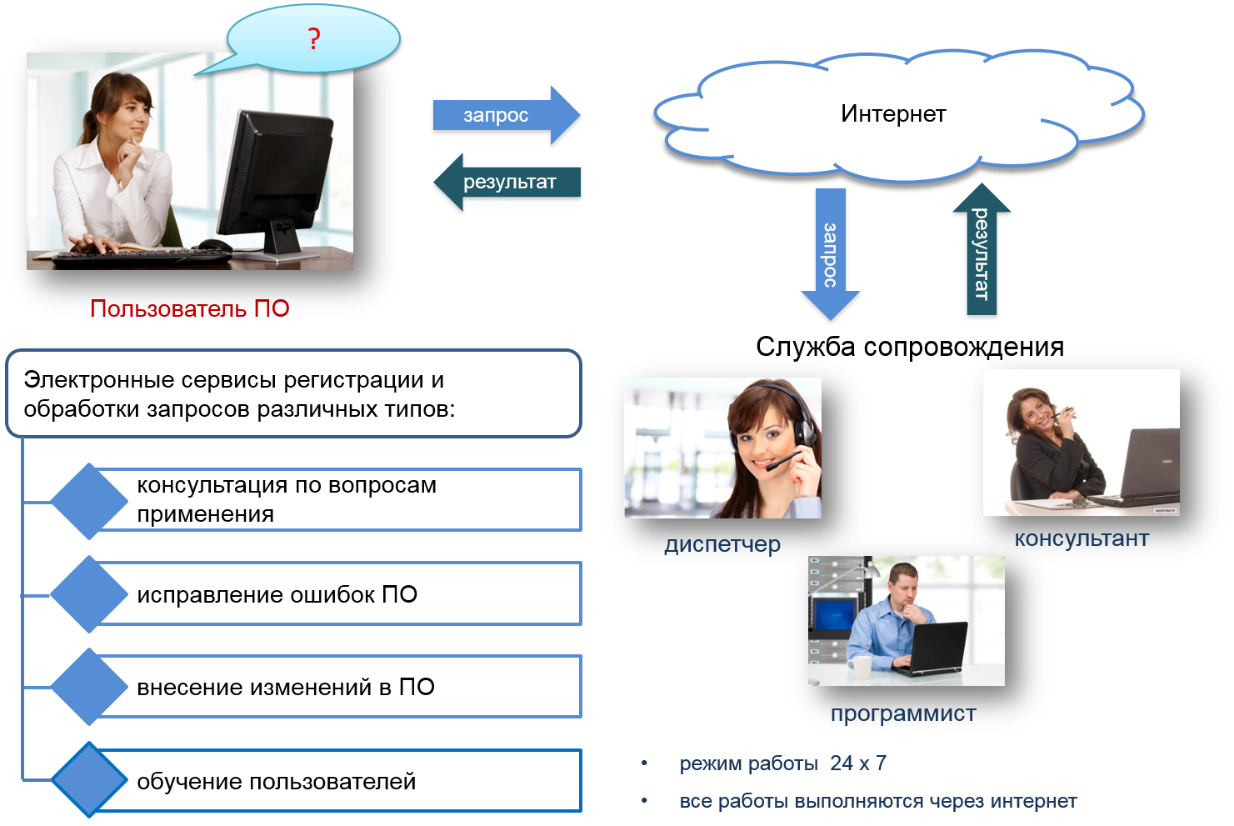 ?
запрос
результат
Интернет
запрос
результат
Пользователь ПО
Служба сопровождения
Электронные сервисы регистрации и
обработки запросов различных типов:
консультация по вопросам
применения
исправление ошибок ПО
внесение изменений в ПО
обучение пользователей
диспетчер
консультант
программист
• режим работы 24 x 7
• все работы выполняются через интернет